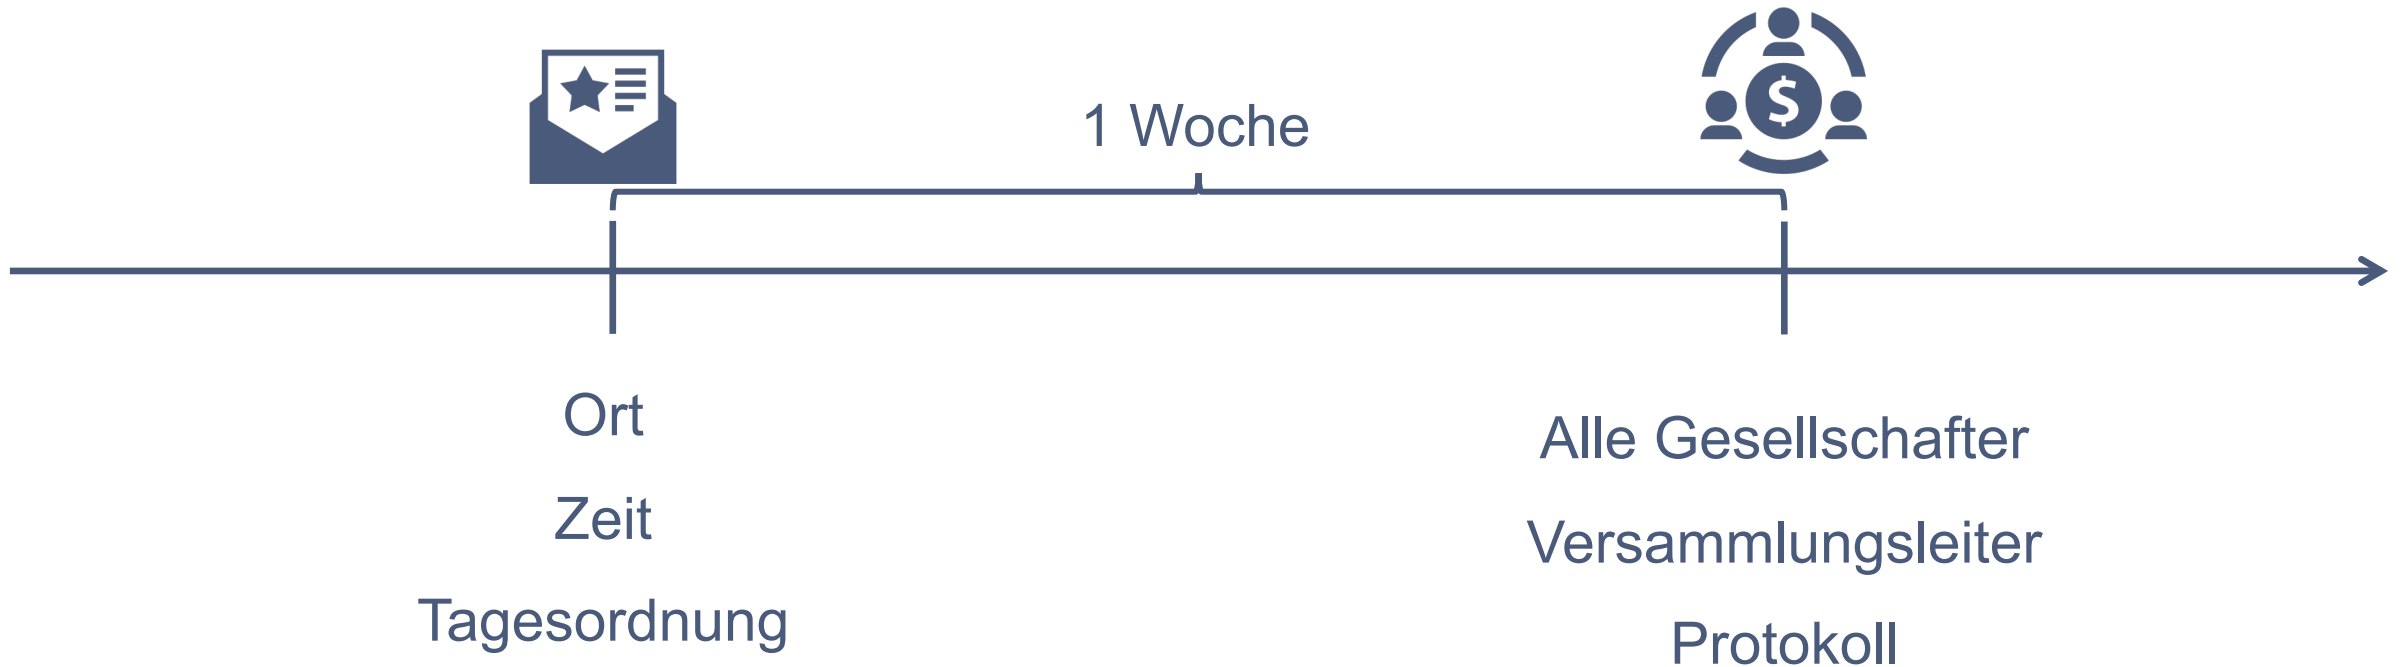 1 Woche
Ort
Zeit
Tagesordnung
Alle Gesellschafter
Versammlungsleiter
Protokoll